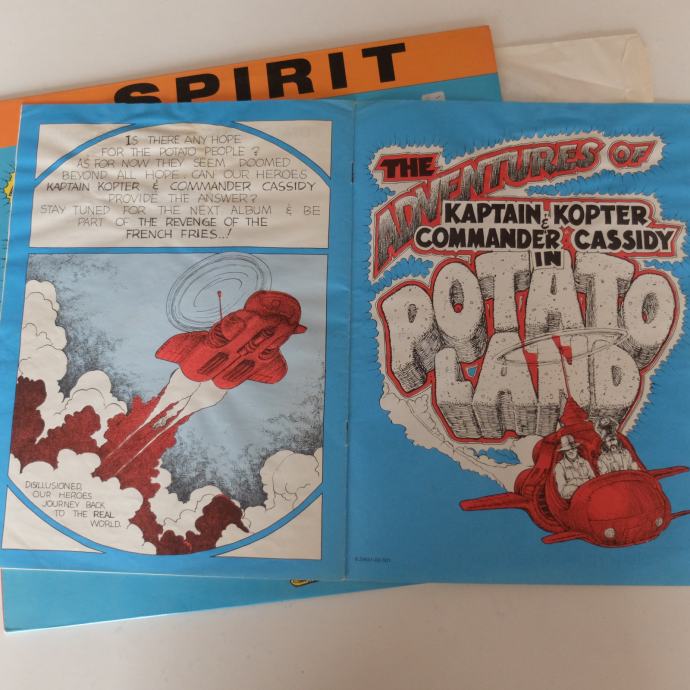 SPIRIT
IS THERE ANY HOPE
FOR THE POTATO PEOPLE?
AS FOR NOW THEY SEEM DOOMED
BEYOND ALL HOPE. CAN OUR HEROES
KAPTAIN KOPTER & COMMANDER CASSIDY
PROVIDE THE ANSWER?
STAY TUNED FOR THE NEXT ALBUM & BE
PART OF THE REVENGE OF THE
FRENCH FRIES..!
DISILLUSIONED,
OUR HEROES
JOURNEY BACK
TO THE REAL
WORLD.
THE
ADVENTURES OF
KAPTAIN KOPTER
&
COMMANDER CASSIDY
IN
POTATO
LAND